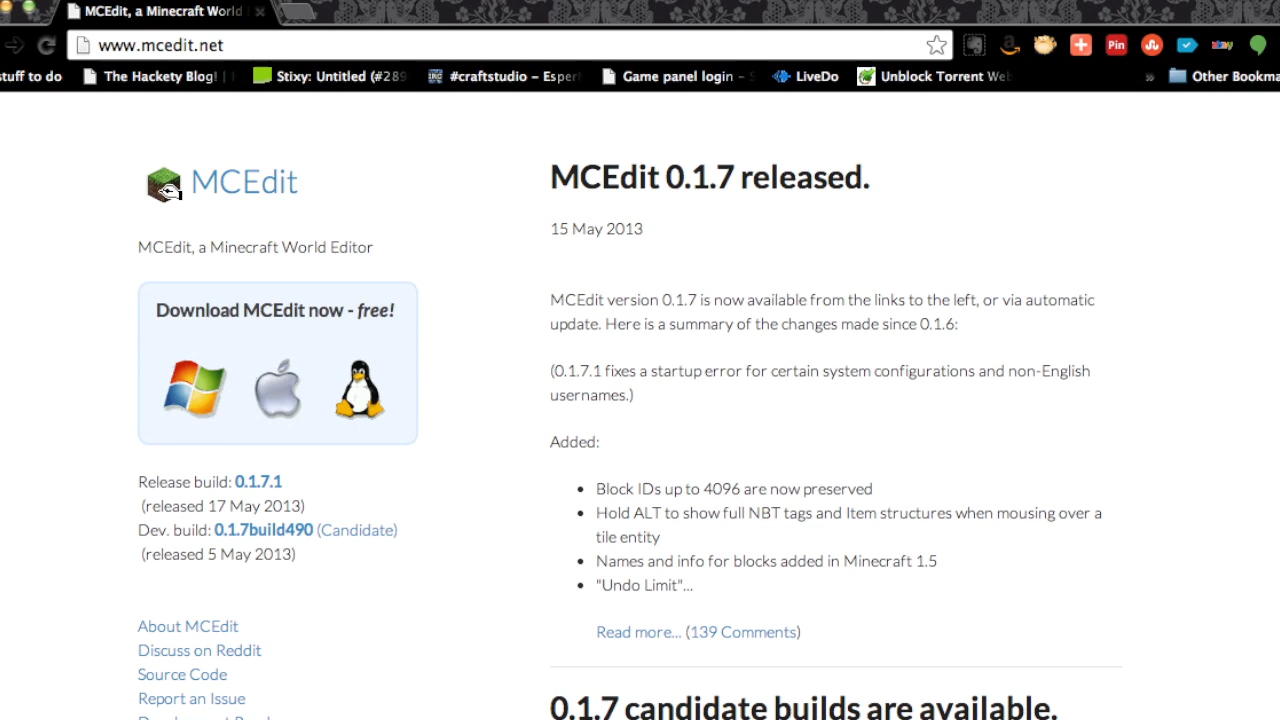 MCEdit, a Minecraft World
www.mcedit.net
Pin
ebay
stuff to do
The Hackety Blog!
Stixy: Untitled (#289
#craftstudio – Esper
Game panel login –
LiveDo
Unblock Torrent We
»
Other Bookma
MCEdit
MCEdit, a Minecraft World Editor
Download MCEdit now - free!
Release build: 0.1.7.1
(released 17 May 2013)
Dev. build: 0.1.7build490 (Candidate)
(released 5 May 2013)
About MCEdit
Discuss on Reddit
Source Code
Report an Issue
MCEdit 0.1.7 released.
15 May 2013
MCEdit version 0.1.7 is now available from the links to the left, or via automatic
update. Here is a summary of the changes made since 0.1.6:
(0.1.7.1 fixes a startup error for certain system configurations and non-English
usernames.)
Added:
• Block IDs up to 4096 are now preserved
• Hold ALT to show full NBT tags and Item structures when mousing over a
tile entity
• Names and info for blocks added in Minecraft 1.5
• "Undo Limit"...
Read more... (139 Comments)
0.1.7 candidate builds are available.